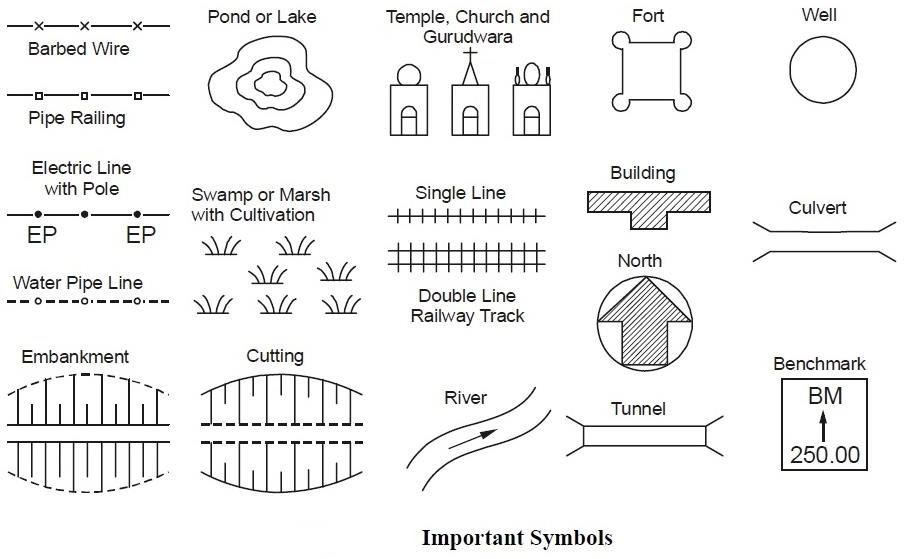 Barbed Wire
Pipe Railing
Electric Line
with Pole
EP
EP
Water Pipe Line
Embankment
Pond or Lake
Swamp or Marsh
with Cultivation
Cutting
Temple, Church and
Gurudwara
Single Line
Double Line
Railway Track
River
Fort
Building
North
Tunnel
Well
Culvert
Benchmark
BM
250.00
Important Symbols